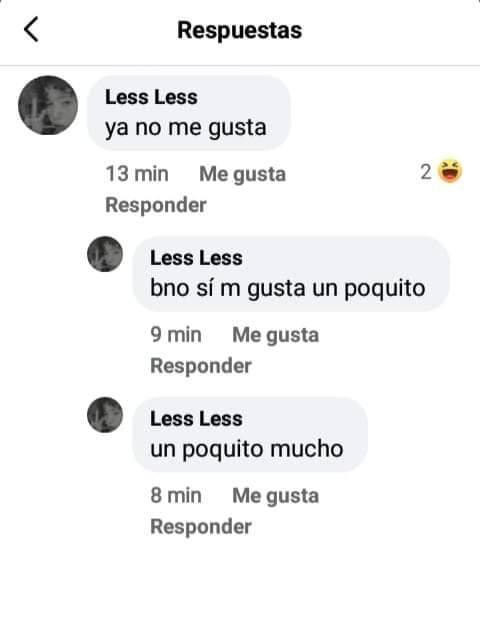 Respuestas
Less Less
ya no me gusta
13 min Me gusta 2
Responder
Less Less
bno sí m gusta un poquito
9 min Me gusta
Responder
Less Less
un poquito mucho
8 min Me gusta
Responder